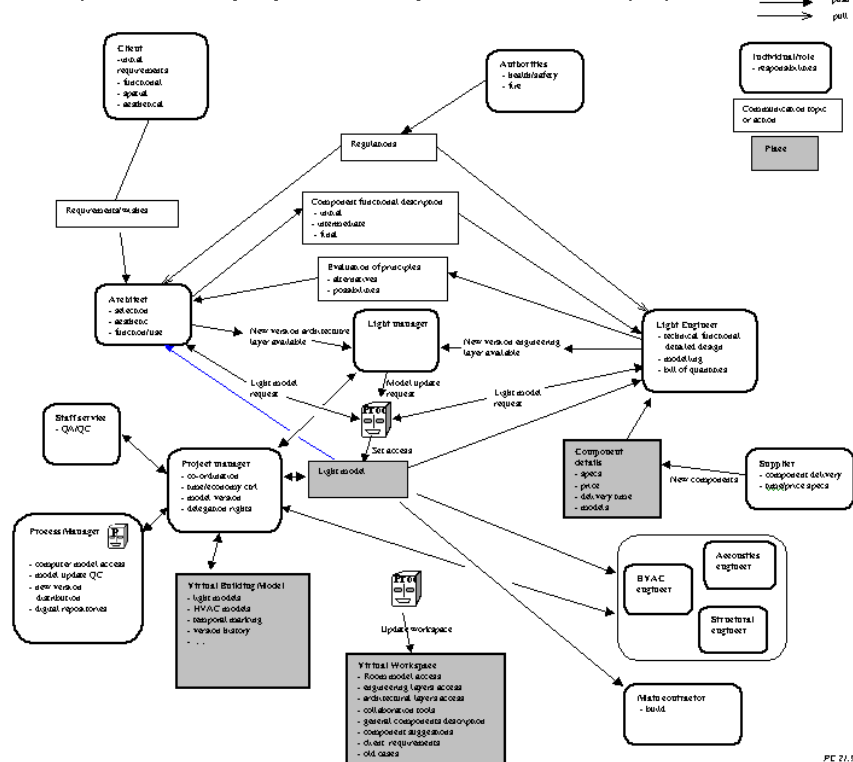 pull
Client
- initial
requirements
- functional
- spatial
- aesthetical
Authorities
- health/safety
- fire
Individual/role
- responsibilities
Communication topic
or action
Place
Regulations
Requirements/wishes
Component functional description
- initial
- intermediate
- final
Evaluation of principles
- alternatives
- possibilities
Architect
- selection
- aesthetic
- function/use
Light manager
Light Engineer
- technical functional
detailed design
- modelling
- bill of quantities
New version architecture
layer available
New version engineering
layer available
Light model
request
Model update
request
Light model
request
Proc
Set access
Staff service
- QA/QC
Project manager
- co-ordination
- time/economy ctrl
- model version
- delegation rights
Light model
Component
details
- specs
- price
- delivery time
- models
New components
Supplier
- component delivery
- time/price specs
Process Manager
P
- computer model access
- model update QC
- new version
distribution
- digital repositories
Virtual Building Model
- light models
- HVAC models
- temporal marking
- version history
- . . .
Proc
Update workspace
HVAC
engineer
Accoustics
engineer
Structural
engineer
Virtual Workspace
- Room model access
- engineering layers access
- architectural layers access
- collaboration tools
- general components description
- component suggestions
- client requirements
- old cases
Main contractor
- build